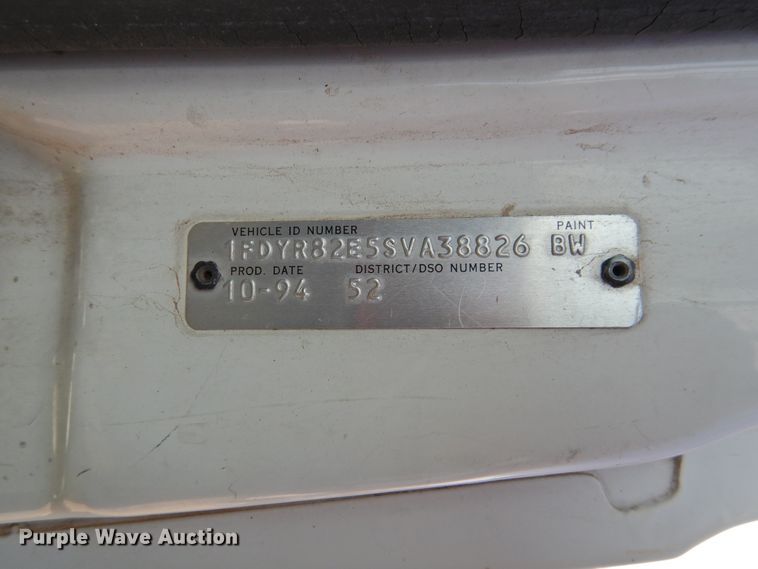 VEHICLE ID NUMBER PAINT
1FDYR82E5SVA38826 BW
PROD. DATE DISTRICT/DSO NUMBER
10-94 52
Purple Wave Auction